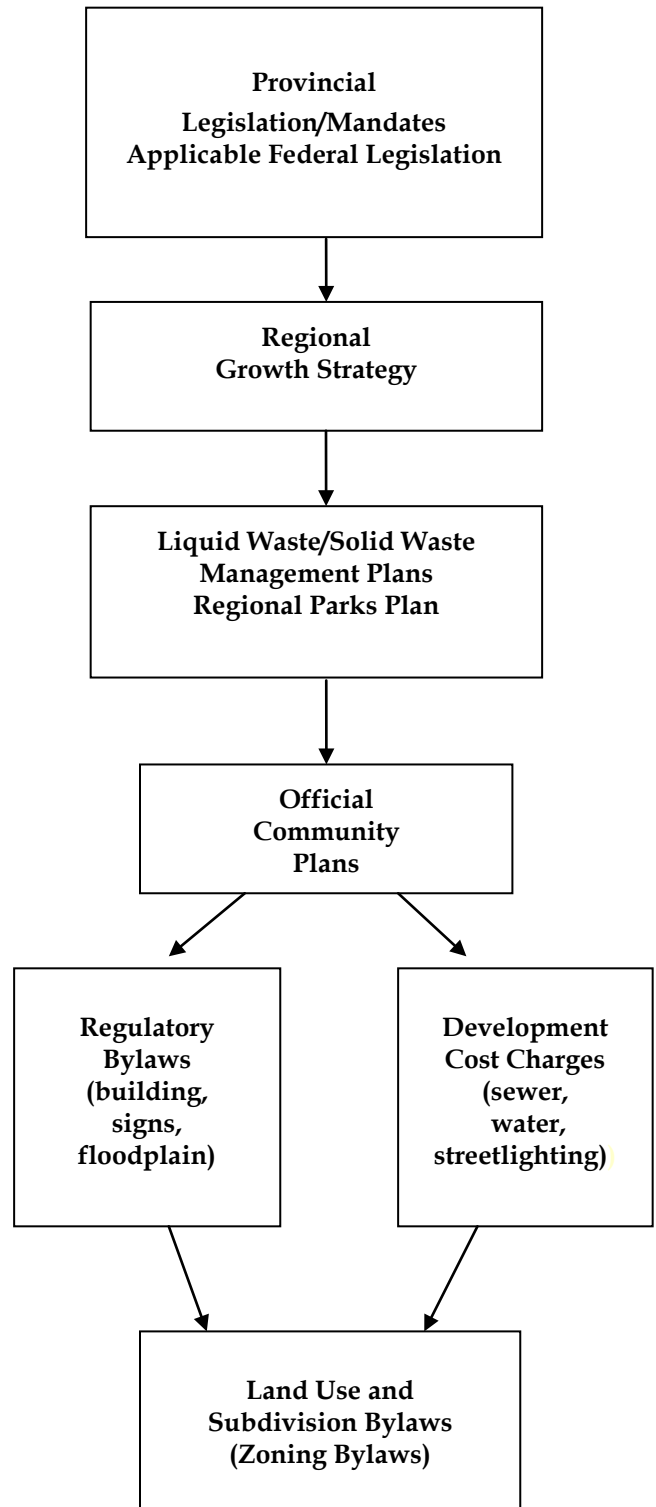 Provincial
Legislation/Mandates
Applicable Federal Legislation
Regional
Growth Strategy
Liquid Waste/Solid Waste
Management Plans
Regional Parks Plan
Official
Community
Plans
Regulatory
Bylaws
(building,
signs,
floodplain)
Development
Cost Charges
(sewer,
water,
streetlighting)
Land Use and
Subdivision Bylaws
(Zoning Bylaws)